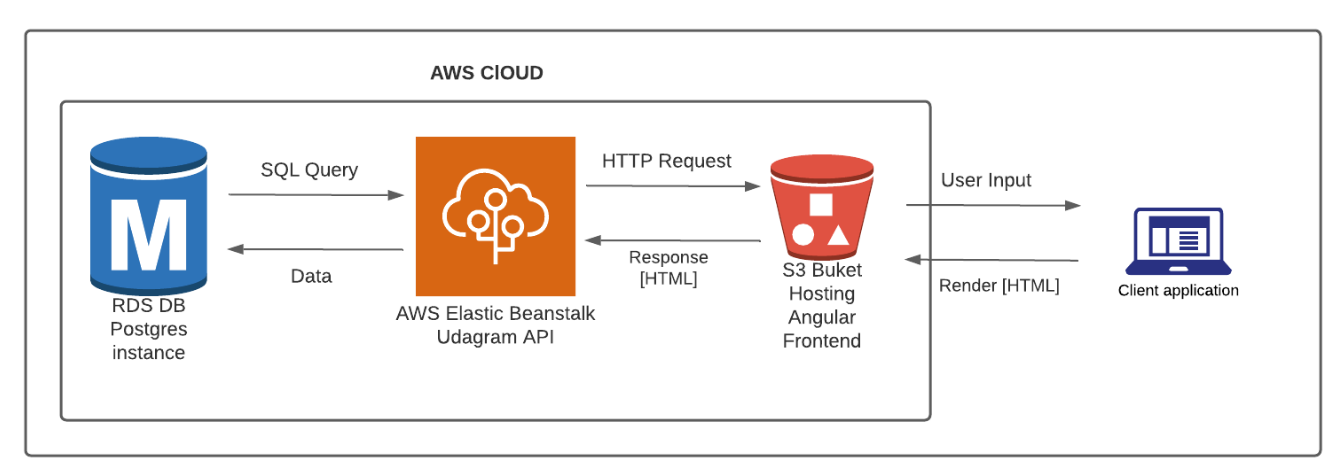 AWS ClOUD
SQL Query
Data
M
RDS DB
Postgres
instance
AWS Elastic Beanstalk
Udagram API
HTTP Request
Response
[HTML]
S3 Buket
Hosting
Angular
Frontend
User Input
Render [HTML]
Client application